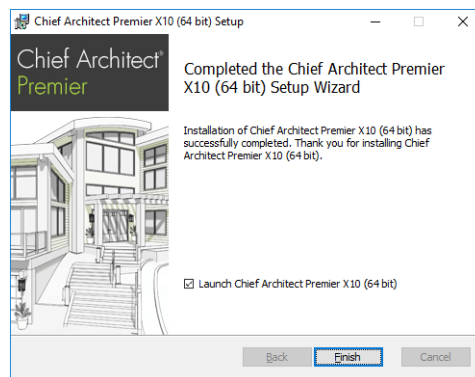 Chief Architect Premier X10 (64 bit) Setup
Chief Architect®
Premier
Completed the Chief Architect Premier
X10 (64 bit) Setup Wizard
Installation of Chief Architect Premier X10 (64 bit) has
successfully completed. Thank you for installing Chief
Architect Premier X10 (64 bit).
Launch Chief Architect Premier X10 (64 bit)
Back Finish Cancel